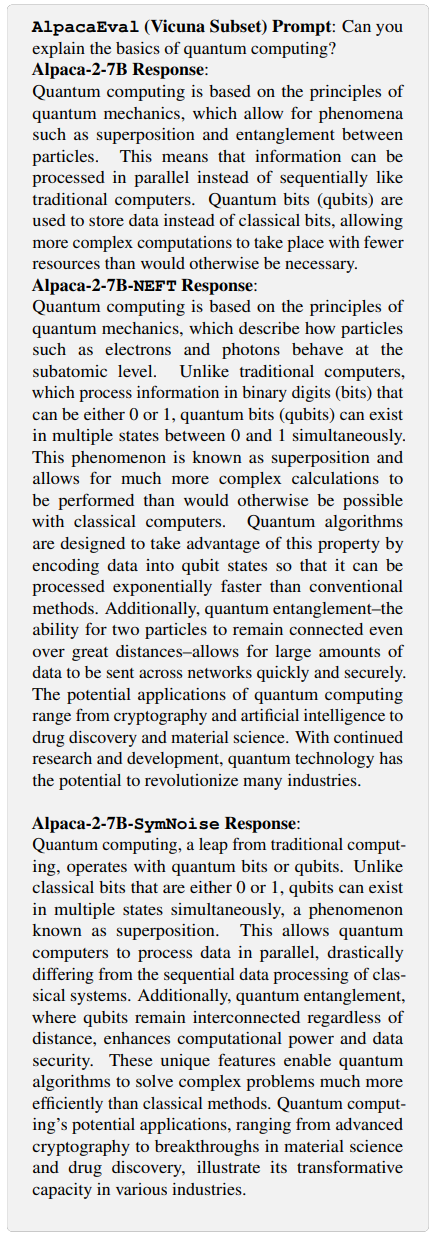 AlpacaEval (Vicuna Subset) Prompt: Can you
explain the basics of quantum computing?
Alpaca-2-7B Response:
Quantum computing is based on the principles of
quantum mechanics, which allow for phenomena
such as superposition and entanglement between
particles. This means that information can be
processed in parallel instead of sequentially like
traditional computers. Quantum bits (qubits) are
used to store data instead of classical bits, allowing
more complex computations to take place with fewer
resources than would otherwise be necessary.
Alpaca-2-7B-NEFT Response:
Quantum computing is based on the principles of
quantum mechanics, which describe how particles
such as electrons and photons behave at the
subatomic level. Unlike traditional computers,
which process information in binary digits (bits) that
can be either 0 or 1, quantum bits (qubits) can exist
in multiple states between 0 and 1 simultaneously.
This phenomenon is known as superposition and
allows for much more complex calculations to
be performed than would otherwise be possible
with classical computers. Quantum algorithms
are designed to take advantage of this property by
encoding data into qubit states so that it can be
processed exponentially faster than conventional
methods. Additionally, quantum entanglement–the
ability for two particles to remain connected even
over great distances–allows for large amounts of
data to be sent across networks quickly and securely.
The potential applications of quantum computing
range from cryptography and artificial intelligence to
drug discovery and material science. With continued
research and development, quantum technology has
the potential to revolutionize many industries.
Alpaca-2-7B-SymNoise Response:
Quantum computing, a leap from traditional comput-
ing, operates with quantum bits or qubits. Unlike
classical bits that are either 0 or 1, qubits can exist
in multiple states simultaneously, a phenomenon
known as superposition. This allows quantum
computers to process data in parallel, drastically
differing from the sequential data processing of clas-
sical systems. Additionally, quantum entanglement,
where qubits remain interconnected regardless of
distance, enhances computational power and data
security. These unique features enable quantum
algorithms to solve complex problems much more
efficiently than classical methods. Quantum comput-
ing's potential applications, ranging from advanced
cryptography to breakthroughs in material science
and drug discovery, illustrate its transformative
capacity in various industries.